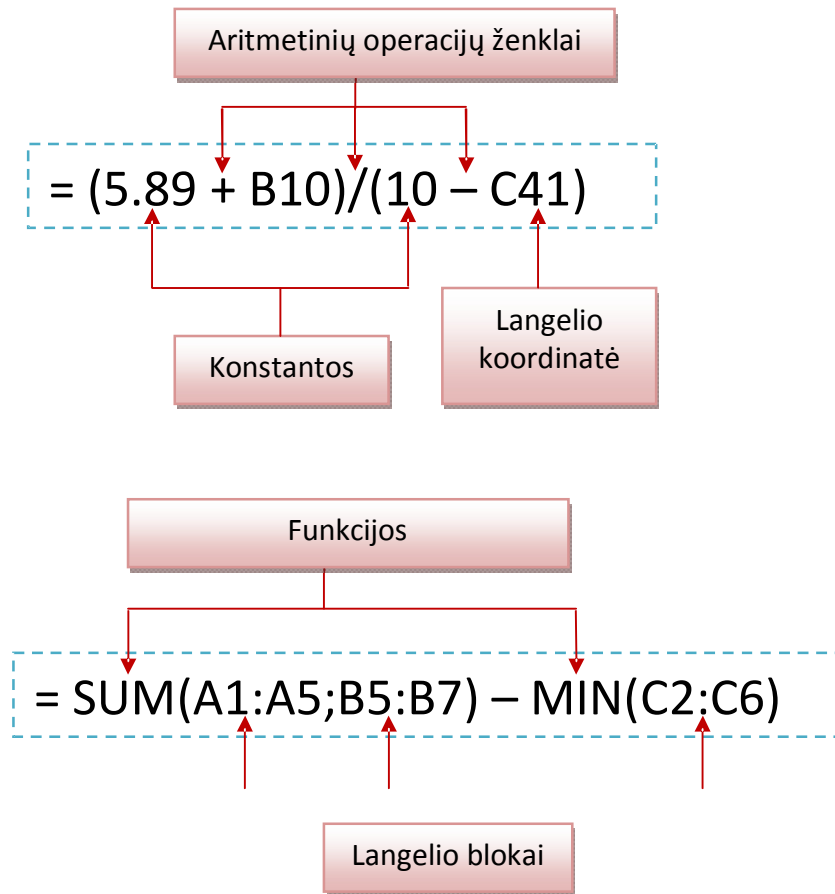 Aritmetinių operacijų ženklai
= (5.89 + B10)/(10 – C41)
Konstantos
Langelio
koordinatė
Funkcijos
= SUM(A1:A5;B5:B7) – MIN(C2:C6)
Langelio blokai